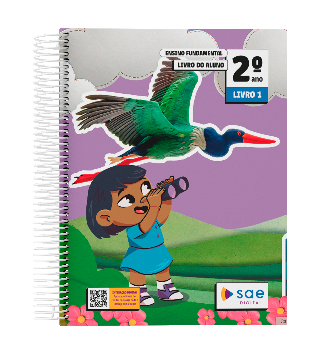 ENSINO FUNDAMENTAL
LIVRO DO ALUNO
2º
ano
LIVRO 1
sae
DIGITAL